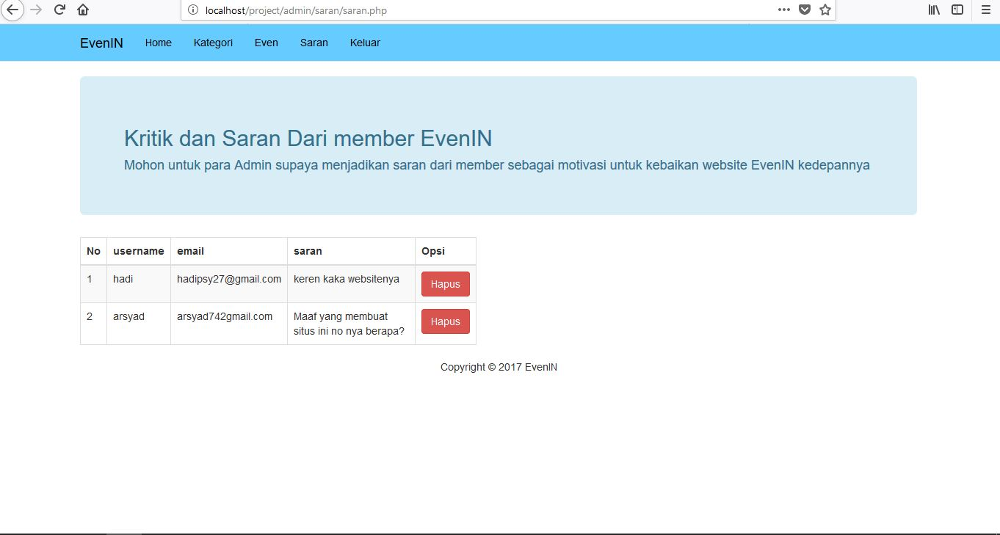 localhost/project/admin/saran/saran.php
EvenIN Home Kategori Even Saran Keluar
Kritik dan Saran Dari member EvenIN
Mohon untuk para Admin supaya menjadikan saran dari member sebagai motivasi untuk kebaikan website EvenIN kedepannya
No username email saran Opsi
1 hadi hadipsy27@gmail.com keren kaka websitenya Hapus
2 arsyad arsyad742gmail.com Maaf yang membuat Hapus
situs ini no nya berapa?
Copyright © 2017 EvenIN